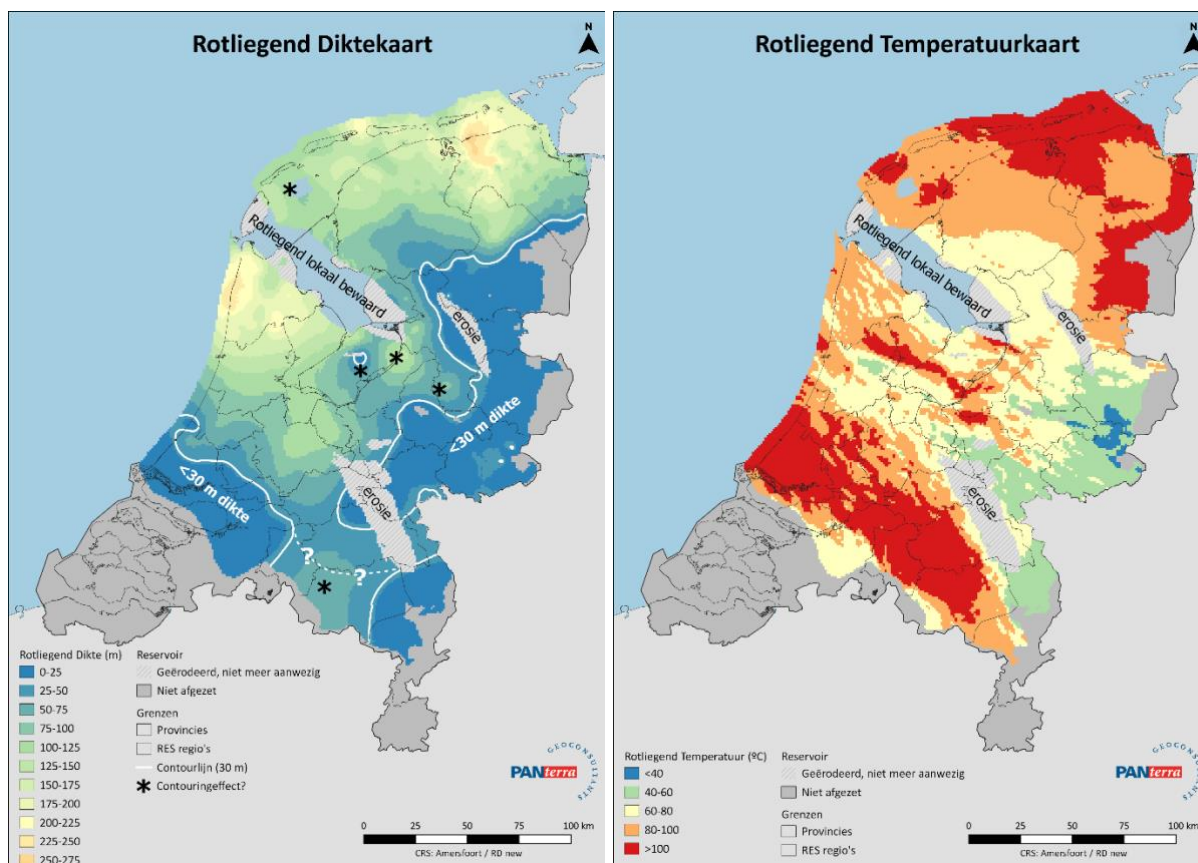 Rotliegend Diktekaart
N
Rotliegend lokaal bewaard
erosie
<30 m dikte
<30 m dikte
erosie
?
?
Rotliegend Dikte (m)
0-25
25-50
50-75
75-100
100-125
125-150
150-175
175-200
200-225
225-250
250-275
Reservoir
Geërodeerd, niet meer aanwezig
Niet afgezet
Grenzen
Provincies
RES regio's
Contourlijn (30 m)
Contouringeffect?
PANterra
GEOCONSULTANTS
0 25 50 75 100 km
CRS: Amersfoort / RD new
Rotliegend Temperatuurkaart
N
Rotliegend lokaal bewaard
erosie
erosie
Rotliegend Temperatuur (ºC)
<40
40-60
60-80
80-100
>100
Reservoir
Geërodeerd, niet meer aanwezig
Niet afgezet
Grenzen
Provincies
RES regio's
PANterra
GEOCONSULTANTS
0 25 50 75 100 km
CRS: Amersfoort / RD new